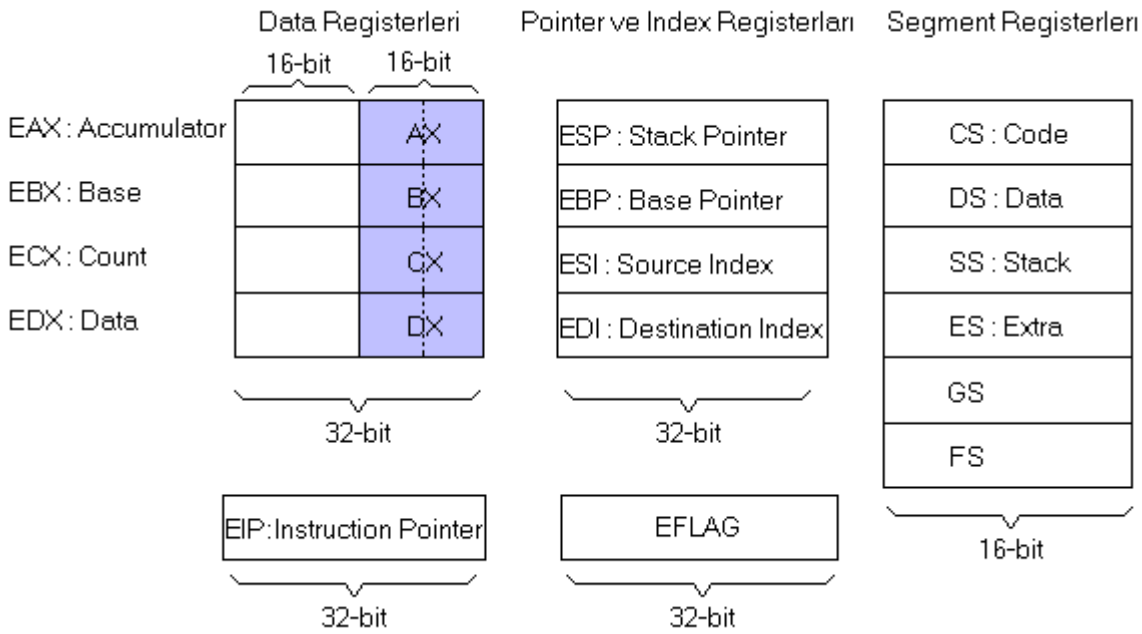 Data Registerleri
Pointer ve Index Registerları
Segment Registerleri
16-bit
16-bit
EAX : Accumulator
AX
EBX : Base
BX
ECX : Count
CX
EDX : Data
DX
32-bit
ESP : Stack Pointer
EBP : Base Pointer
ESI : Source Index
EDI : Destination Index
32-bit
CS : Code
DS : Data
SS : Stack
ES : Extra
GS
FS
16-bit
EIP:Instruction Pointer
32-bit
EFLAG
32-bit